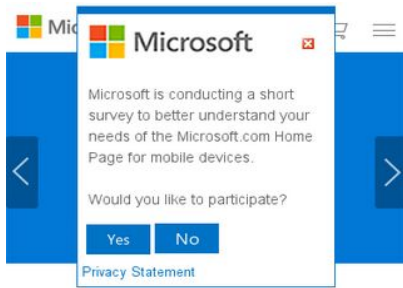 Mic
Microsoft
Microsoft is conducting a short
survey to better understand your
needs of the Microsoft.com Home
Page for mobile devices.
Would you like to participate?
Yes No
Privacy Statement